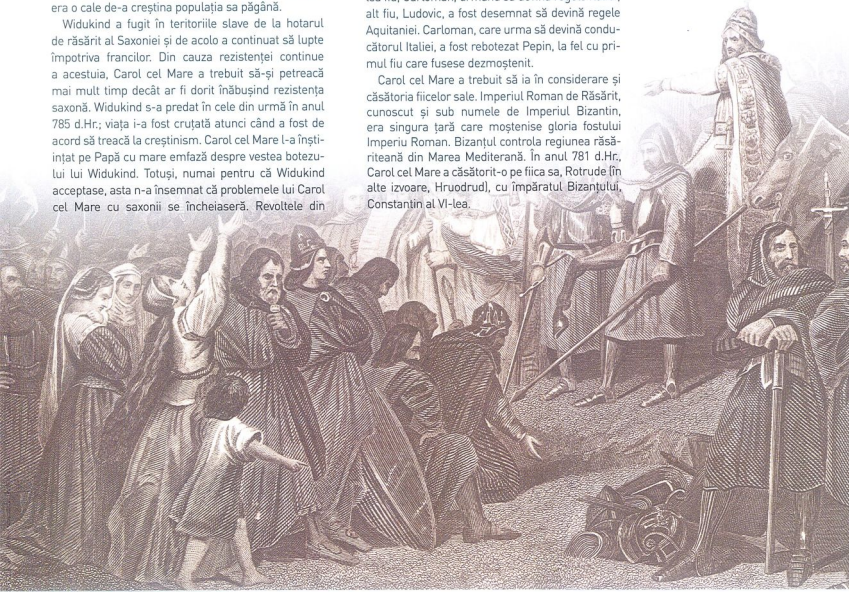 era o cale de-a creștina populația sa păgână.
Widukind a fugit în teritoriile slave de la hotarul
de răsărit al Saxoniei și de acolo a continuat să lupte
împotriva francilor. Din cauza rezistenței continue
a acestuia, Carol cel Mare a trebuit să-și petreacă
mai mult timp decât ar fi dorit înăbușind rezistența
saxonă. Widukind s-a predat în cele din urmă în anul
785 d.Hr.; viața i-a fost cruțată atunci când a fost de
acord să treacă la creștinism. Carol cel Mare l-a înști-
ințat pe Papă cu mare emfază despre vestea botezu-
lui lui Widukind. Totuși, numai pentru că Widukind
acceptase, asta n-a însemnat că problemele lui Carol
cel Mare cu saxonii se încheiaseră. Revoltele din
alt fiu, Ludovic, a fost desemnat să devină regele
Aquitaniei. Carloman, care urma să devină condu-
cătorul Italiei, a fost rebotezat Pepin, la fel cu pri-
mul fiu care fusese dezmoștenit.
Carol cel Mare a trebuit să ia în considerare și
căsătoria fiicelor sale. Imperiul Roman de Răsărit,
cunoscut și sub numele de Imperiul Bizantin,
era singura țară care moștenise gloria fostului
Imperiu Roman. Bizanțul controla regiunea răsă-
riteană din Marea Mediterană. În anul 781 d.Hr.,
Carol cel Mare a căsătorit-o pe fiica sa, Rotrude (în
alte izvoare, Hruodrud), cu împăratul Bizanțului,
Constantin al VI-lea.